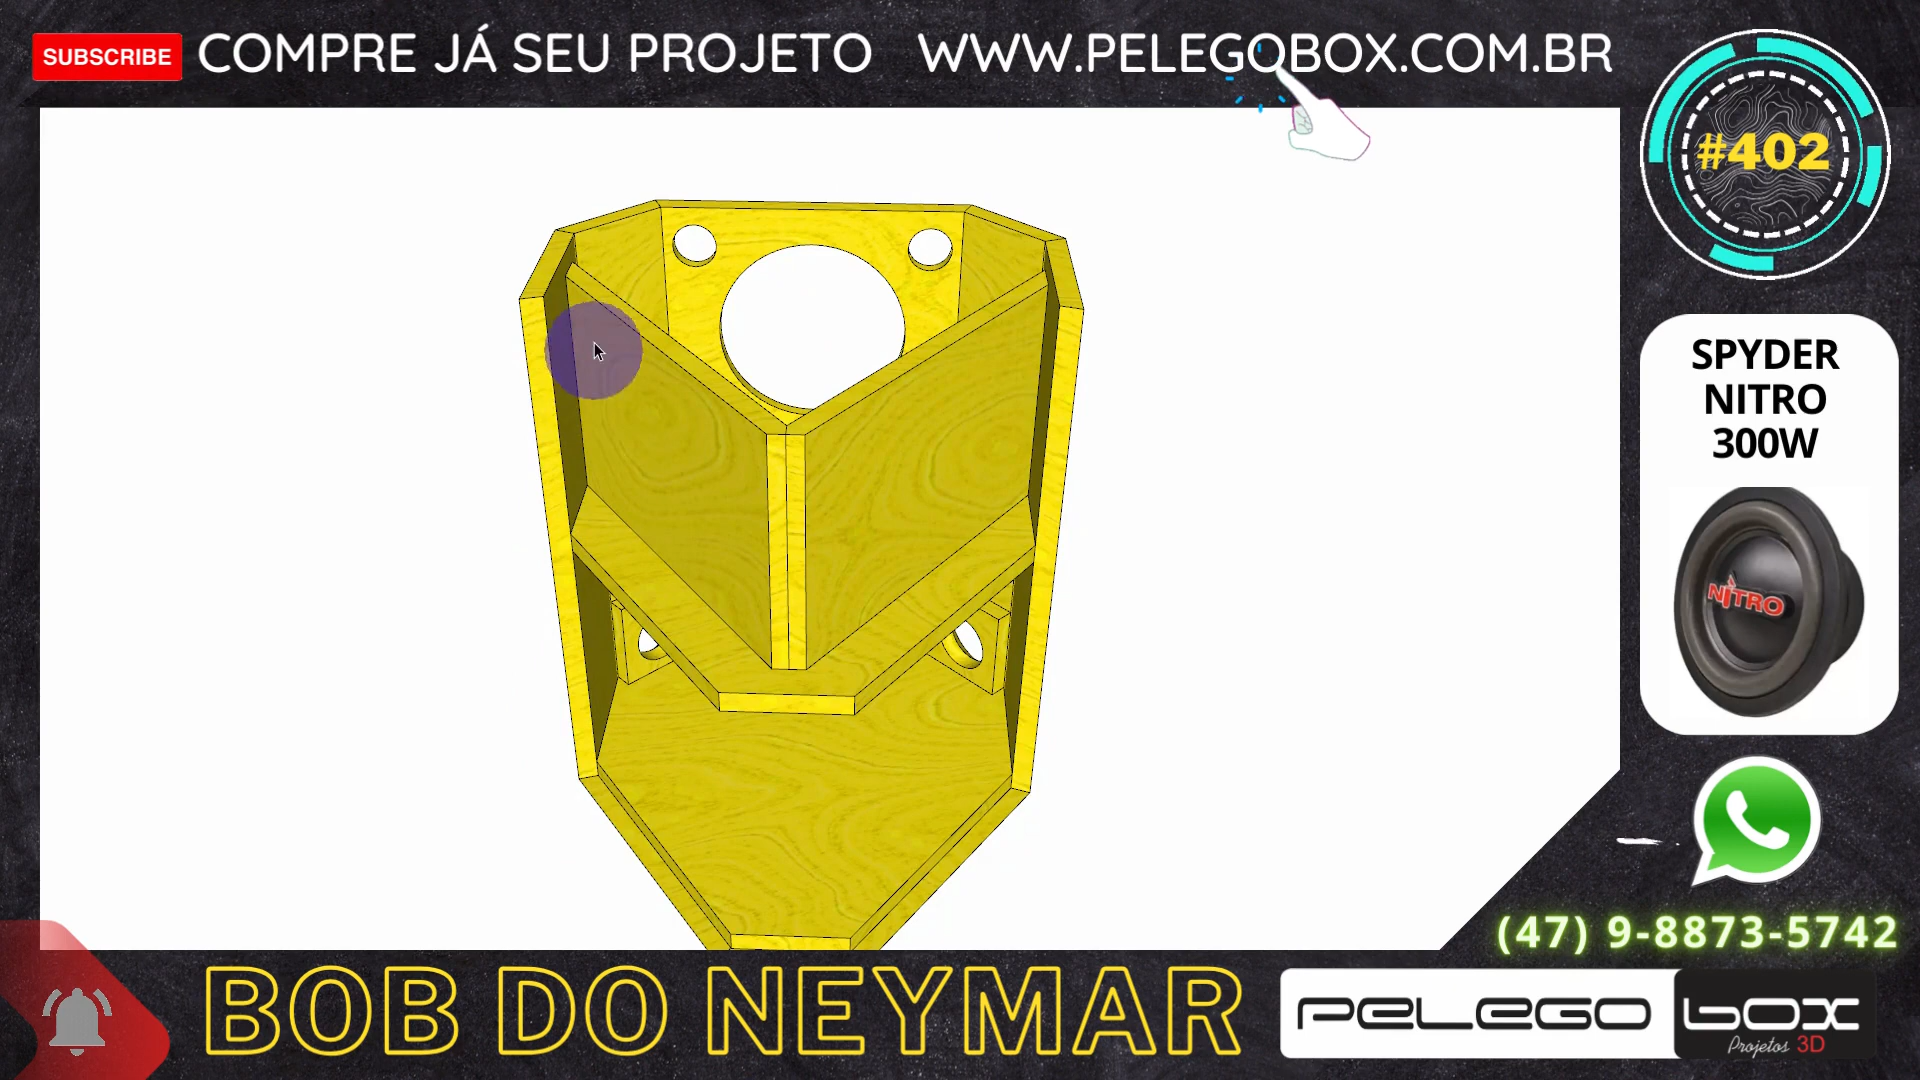 SUBSCRIBE
COMPRE JÁ SEU PROJETO WWW.PELEGOBOX.COM.BR
#402
SPYDER
NITRO
300W
NITRO
(47) 9-8873-5742
BOB DO NEYMAR
PELEGO BOX
Projetos 3D